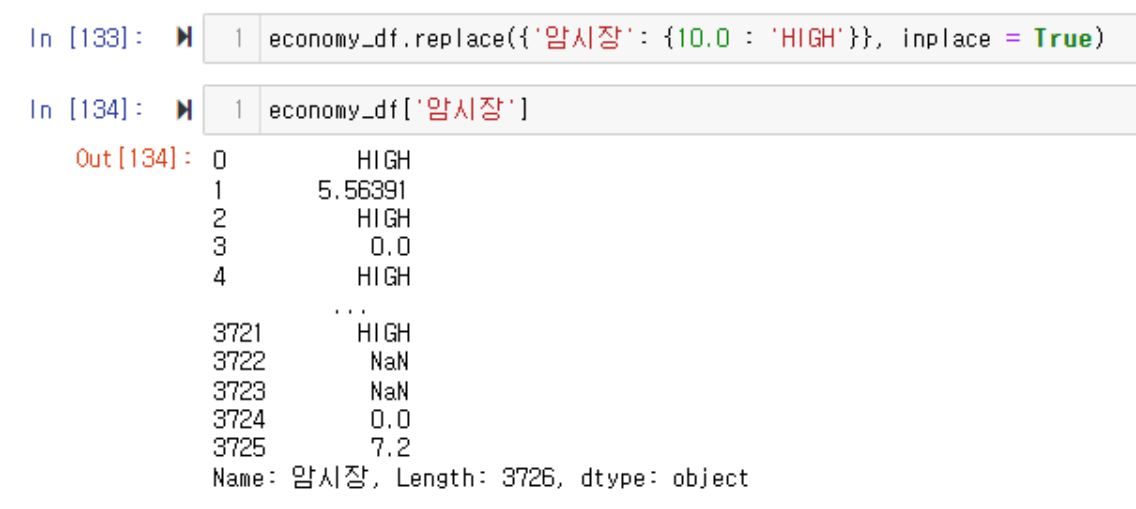 In [133]: 1 economy_df.replace({'암시장': {10.0 : 'HIGH'}}, inplace = True)
In [134]: 1 economy_df['암시장']
Out[134]: 0 HIGH
1 5.56391
2 HIGH
3 0.0
4 HIGH
...
3721 HIGH
3722 NaN
3723 NaN
3724 0.0
3725 7.2
Name: 암시장, Length: 3726, dtype: object